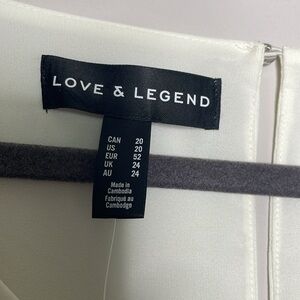 LOVE & LEGEND
CAN 20
US 20
EUR 52
UK 24
AU 24
Made in
Cambodia
Fabriqué au
Cambodge